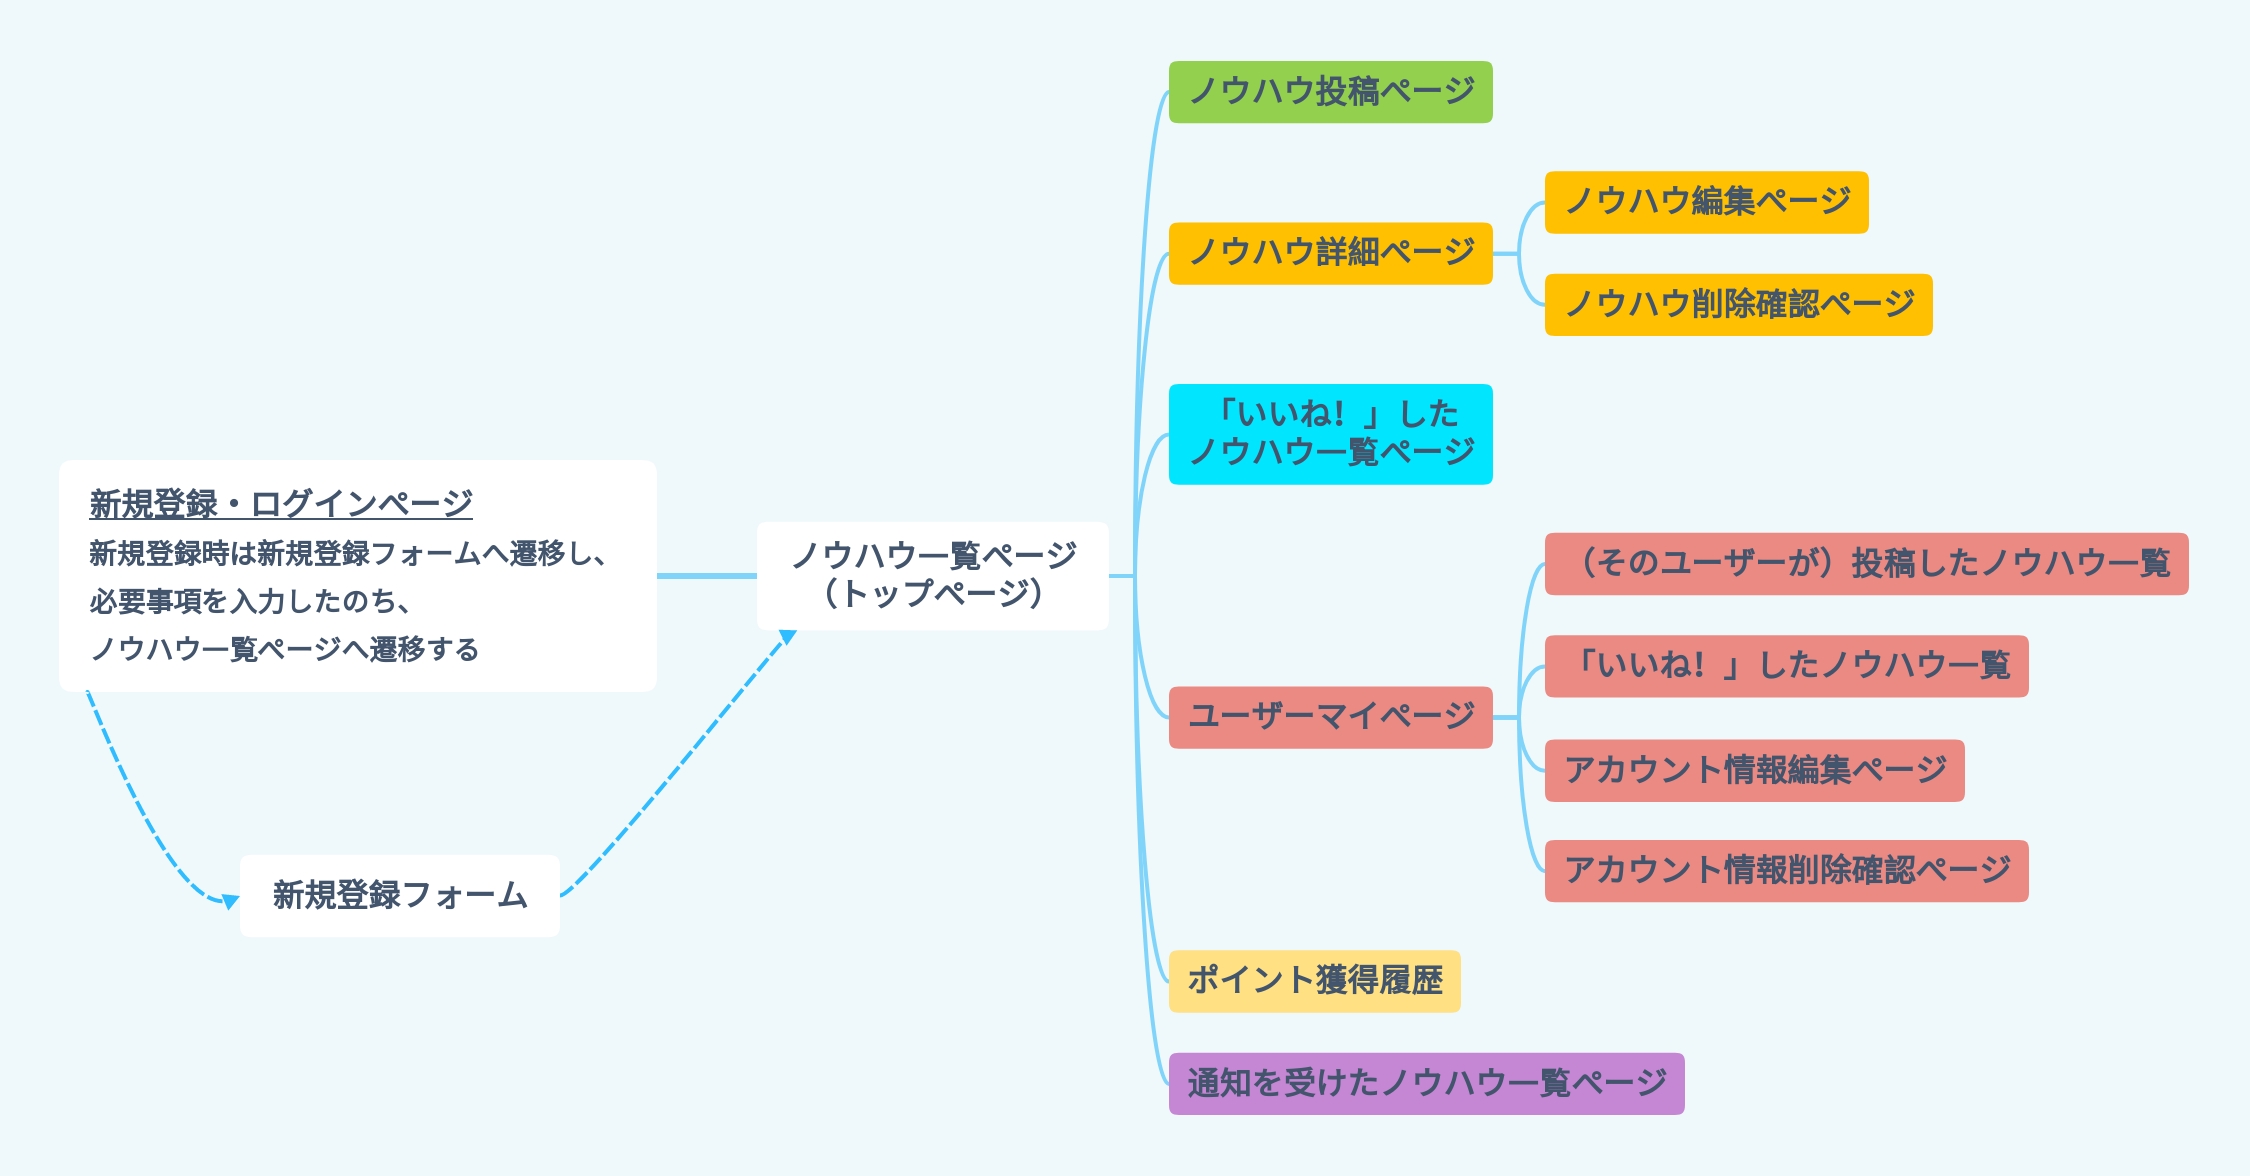 新規登録・ログインページ
新規登録時は新規登録フォームへ遷移し、
必要事項を入力したのち、
ノウハウ一覧ページへ遷移する
新規登録フォーム
ノウハウ一覧ページ
（トップページ）
ノウハウ投稿ページ
ノウハウ詳細ページ
ノウハウ編集ページ
ノウハウ削除確認ページ
「いいね！」した
ノウハウ一覧ページ
ユーザーマイページ
（そのユーザーが）投稿したノウハウ一覧
「いいね！」したノウハウ一覧
アカウント情報編集ページ
アカウント情報削除確認ページ
ポイント獲得履歴
通知を受けたノウハウ一覧ページ